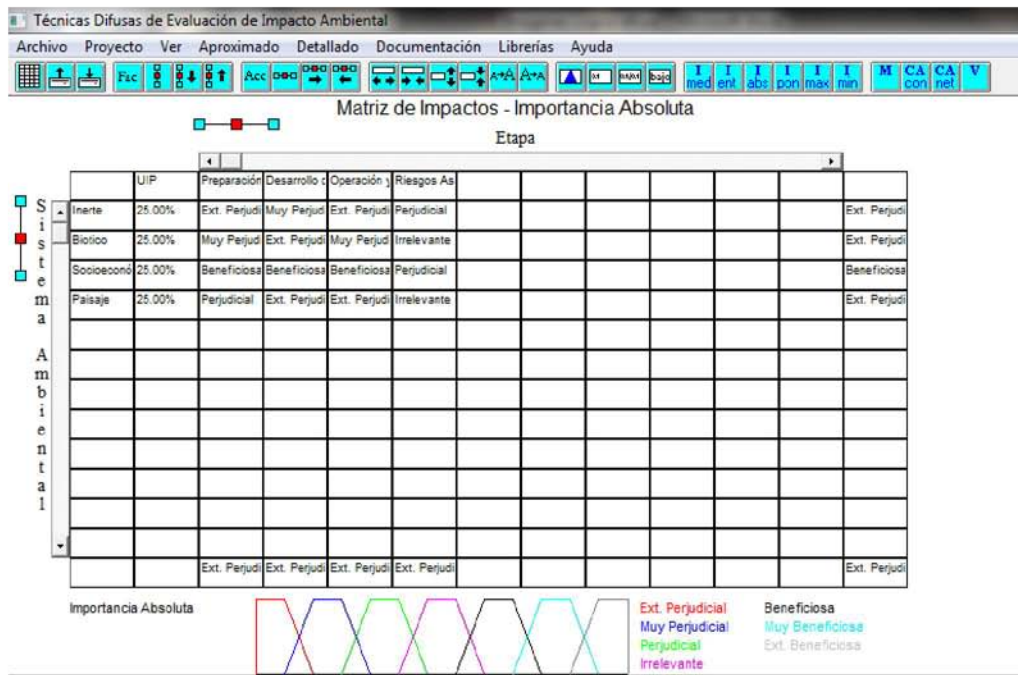 Técnicas Difusas de Evaluación de Impacto Ambiental
Archivo Proyecto Ver Aproximado Detallado Documentación Librerías Ayuda
Fac Acc A→A A→A bajo I med I ent I abs I pon I max I min M CA con CA net V
Matriz de Impactos - Importancia Absoluta
Etapa
Sistema Ambiental
UIP Preparación Desarrollo d Operación y Riesgos As
Inerte 25.00% Ext. Perjudi Muy Perjud Ext. Perjudi Perjudicial Ext. Perjudi
Biotico 25.00% Muy Perjud Ext. Perjudi Muy Perjud Irrelevante Ext. Perjudi
Socioeconó 25.00% Beneficiosa Beneficiosa Beneficiosa Perjudicial Beneficiosa
Paisaje 25.00% Perjudicial Ext. Perjudi Ext. Perjudi Irrelevante Ext. Perjudi
Ext. Perjudi Ext. Perjudi Ext. Perjudi Ext. Perjudi Ext. Perjudi
Importancia Absoluta
Ext. Perjudicial Beneficiosa
Muy Perjudicial Muy Beneficiosa
Perjudicial Ext. Beneficiosa
Irrelevante